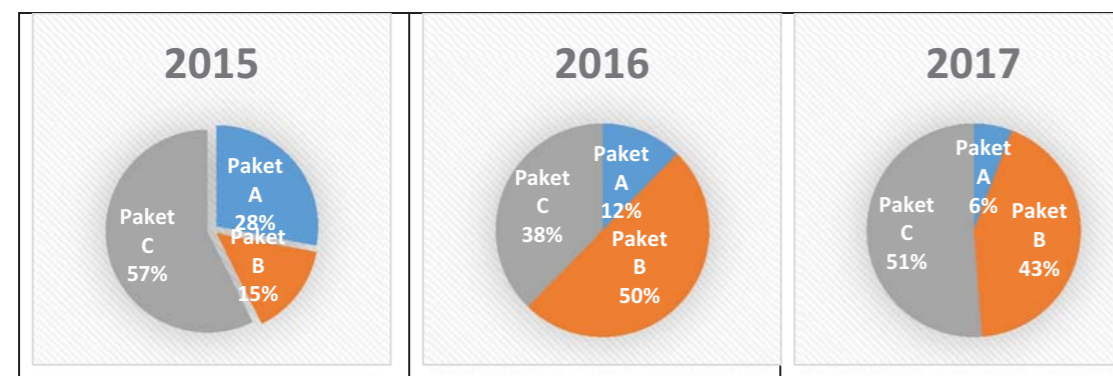 2015
Paket
A
28%
Paket
B
15%
Paket
C
57%
2016
Paket
A
12%
Paket
B
50%
Paket
C
38%
2017
Paket
A
6%
Paket
B
43%
Paket
C
51%